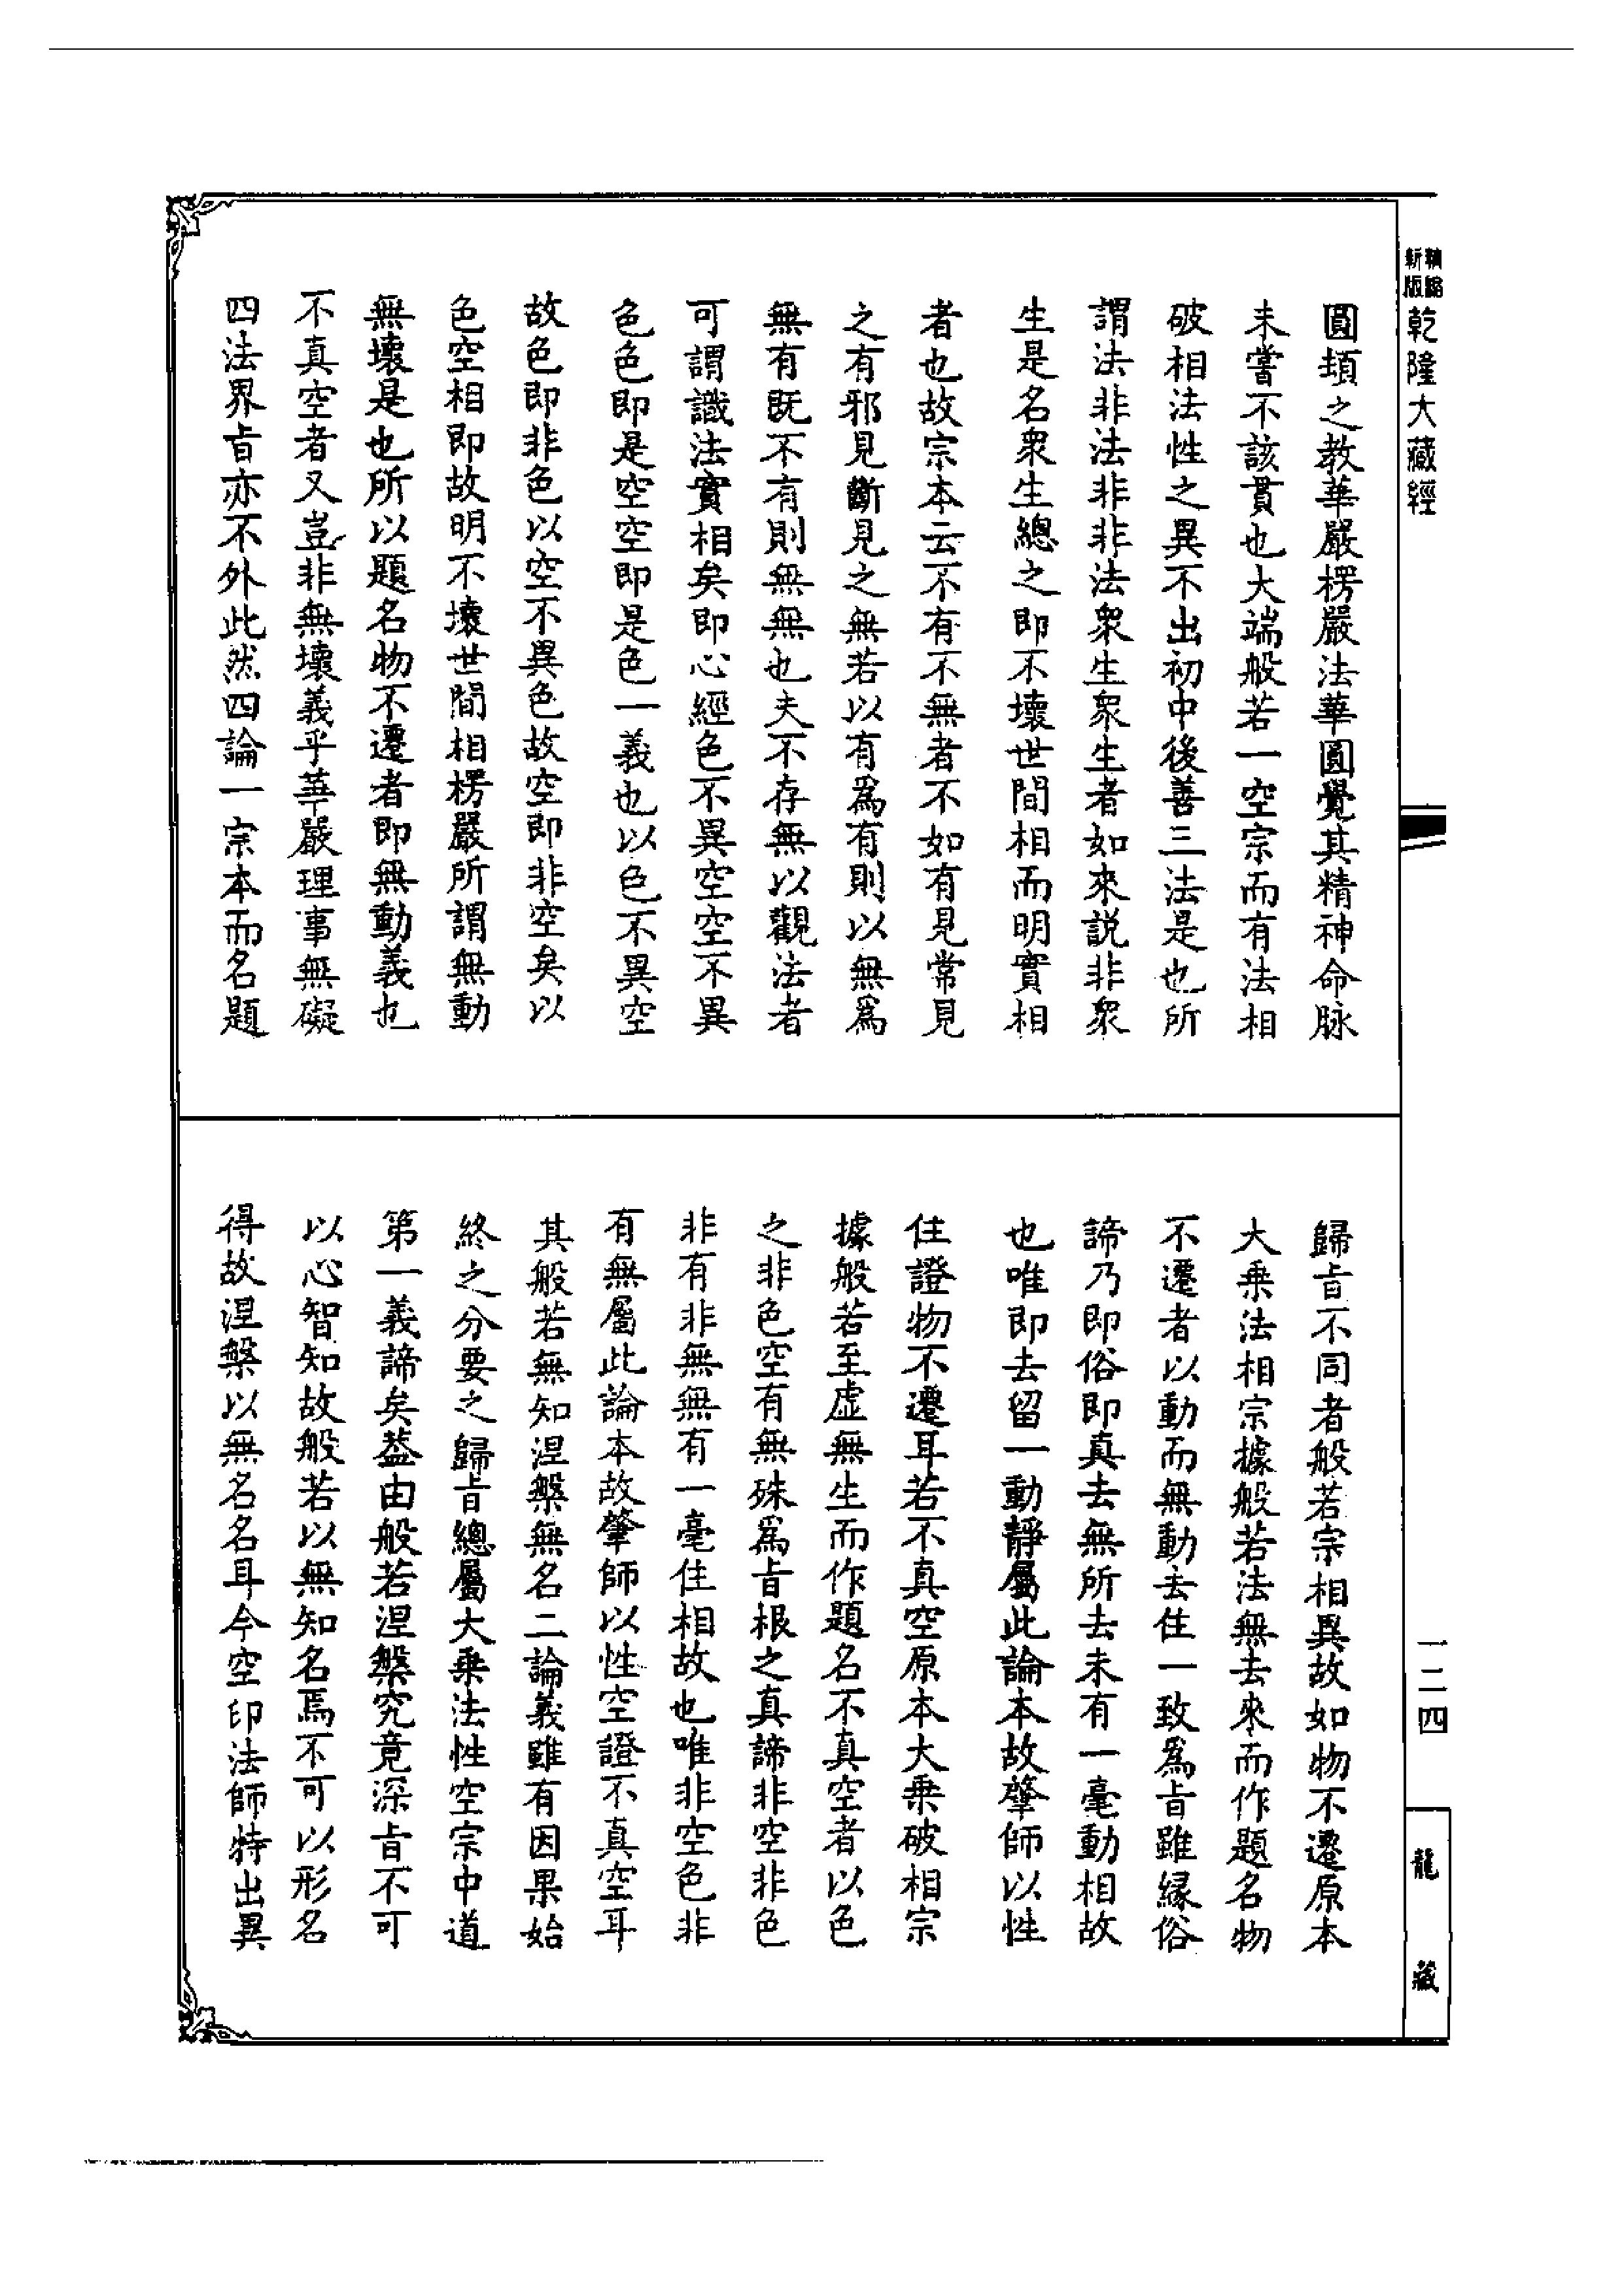 新版精縮乾隆大藏經
圓頓之教華嚴楞嚴法華圓覺其精神命脉
未嘗不該貫也大端般若一空宗而有法相
破相法性之異不出初中後善三法是也所
謂法非法非非法衆生衆生者如來説非衆
生是名衆生總之即不壞世間相而明實相
者也故宗本云不有不無者不如有見常見
之有邪見斷見之無若以有爲有則以無爲
無有既不有則無無也夫不存無以觀法者
可謂識法實相矣即心經色不異空空不異
色色即是空空即是色一義也以色不異空
故色即非色以空不異色故空即非空矣以
色空相即故明不壞世間相楞嚴所謂無動
無壞是也所以題名物不遷者即無動義也
不真空者又豈非無壞義乎華嚴理事無礙
四法界㫖亦不外此然四論一宗本而名題
歸㫖不同者般若宗相異故如物不遷原本
大乗法相宗據般若法無去來而作題名物
不遷者以動而無動去住一致爲㫖雖縁俗
諦乃即俗即真去無所去未有一毫動相故
也唯即去留一動靜屬此論本故肇師以性
住證物不遷耳若不真空原本大乗破相宗
據般若至虛無生而作題名不真空者以色
之非色空有無殊爲㫖根之真諦非空非色
非有非無無有一毫住相故也唯非空色非
有無屬此論本故肇師以性空證不真空耳
其般若無知涅槃無名二論義雖有因果始
終之分要之歸㫖總屬大乗法性空宗中道
第一義諦矣葢由般若涅槃究竟深㫖不可
以心智知故般若以無知名焉不可以形名
得故涅槃以無名名耳今空印法師特出異
一二四
龍藏